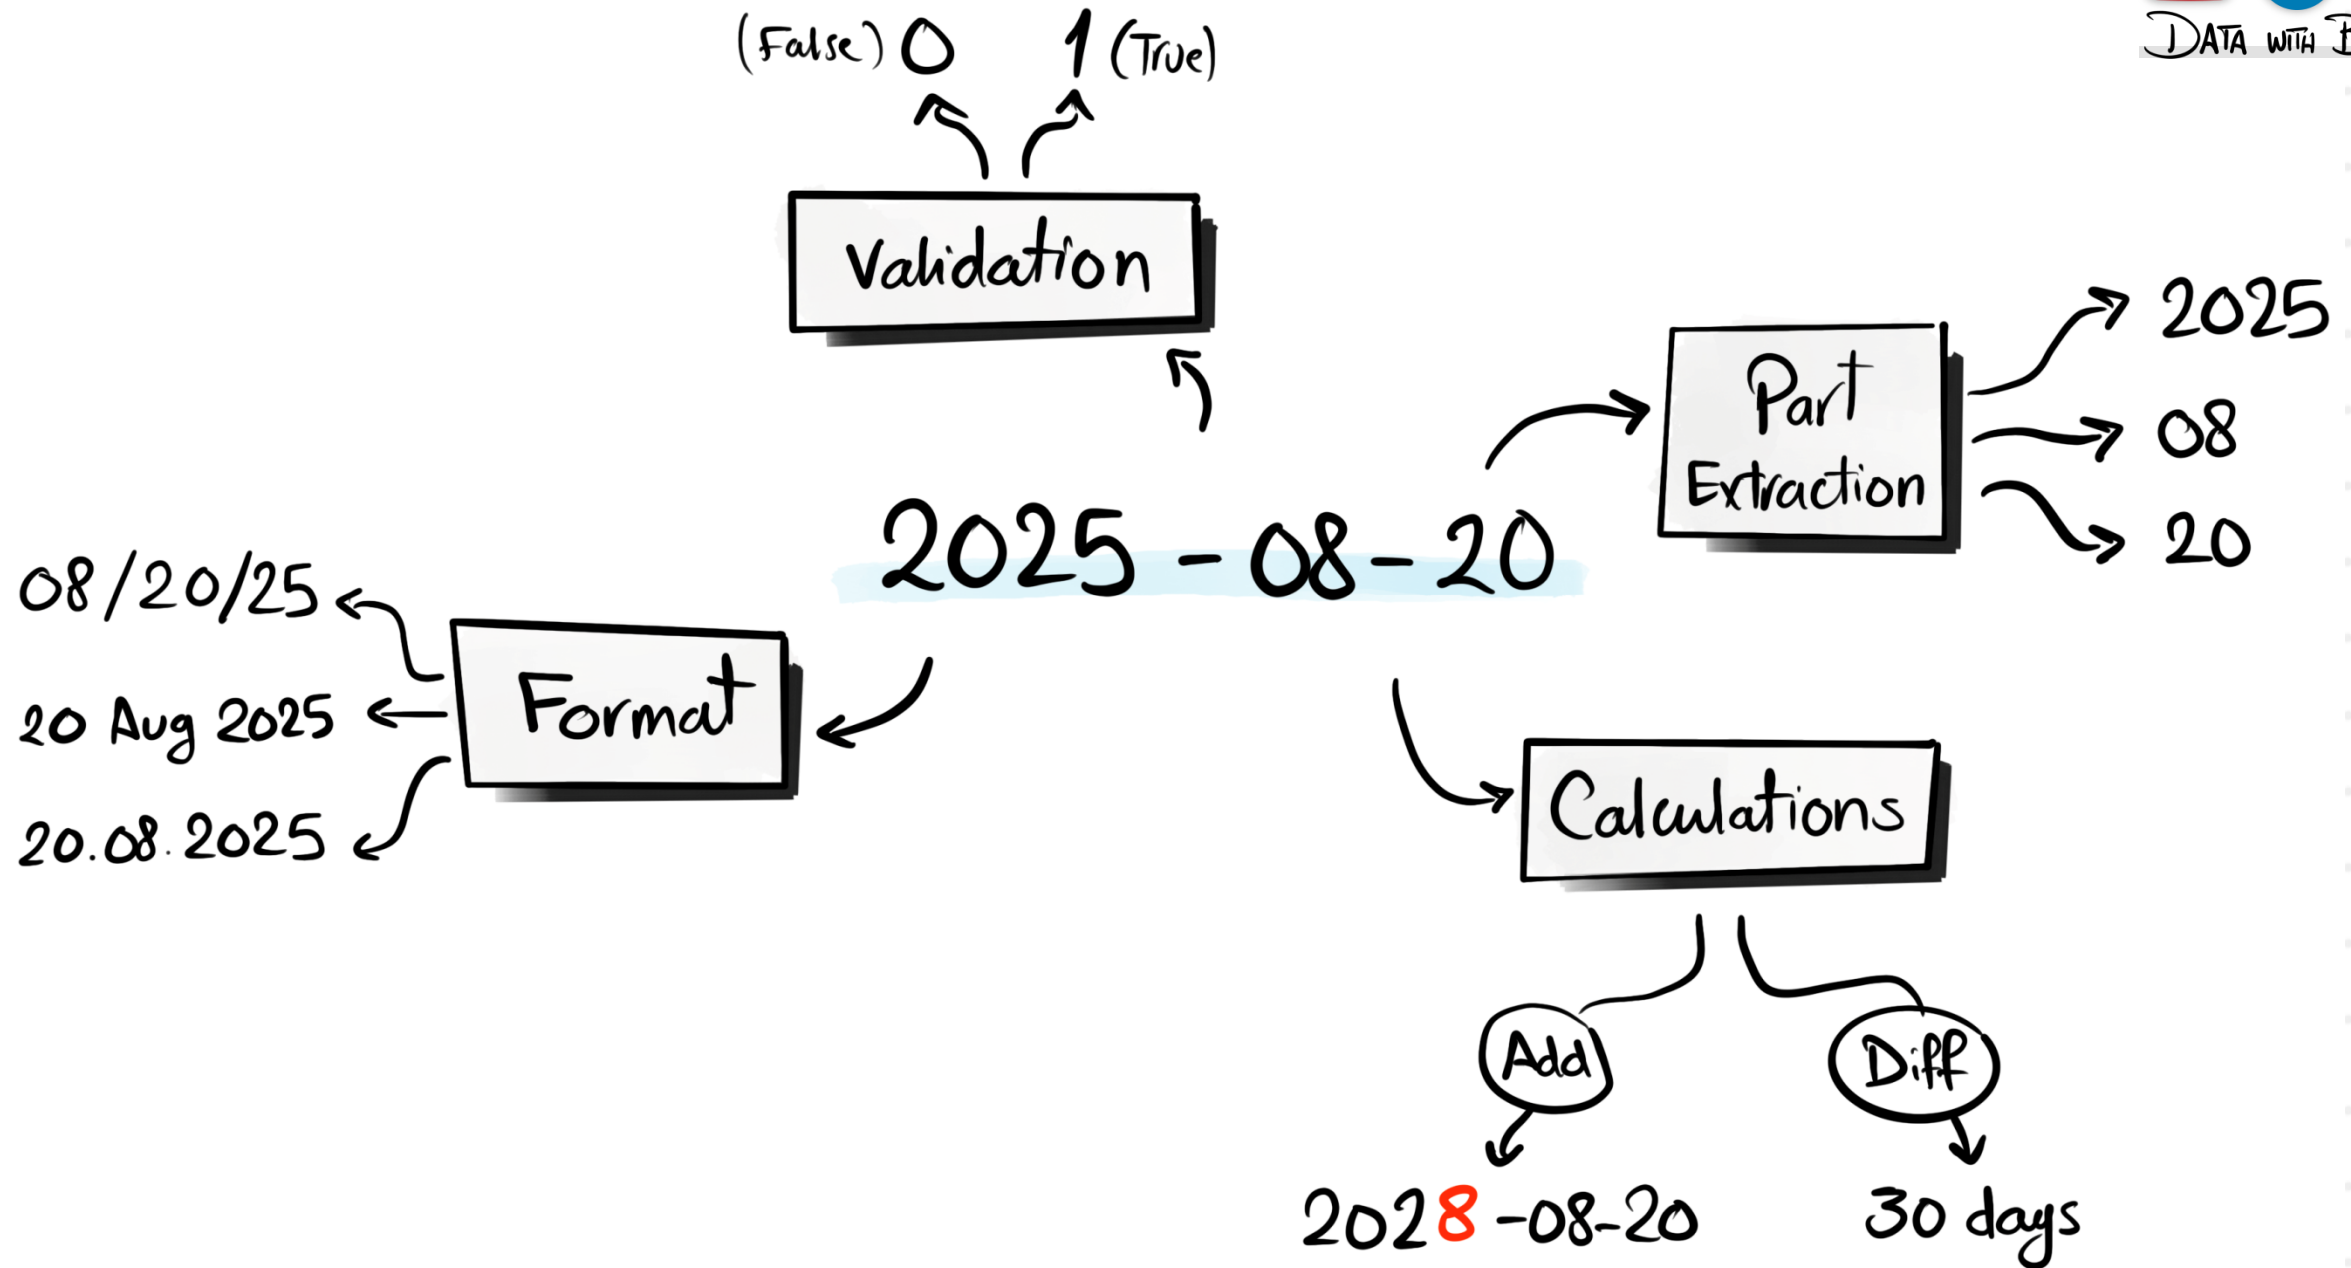 (False) 0 1 (True)
DATA WITH
Validation
Part
Extraction
2025
08
20
2025-08-20
Format
08/20/25
20 Aug 2025
20.08.2025
Calculations
Add
Diff
2028-08-20
30 days